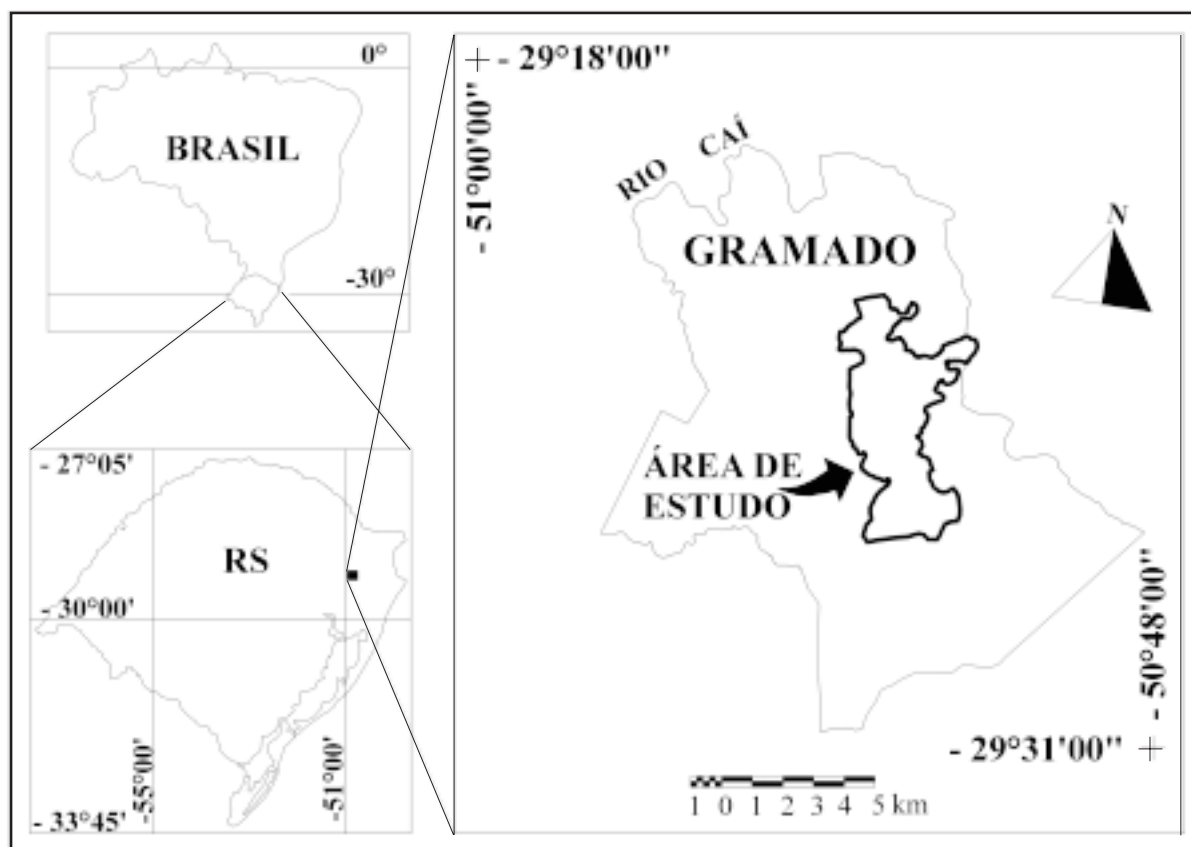 0°
BRASIL
-30°
- 27°05'
RS
- 30°00'
-55°00'
-51°00'
- 33°45'
- 29°18'00"
- 51°00'00"
RIO CAÍ
GRAMADO
N
ÁREA DE
ESTUDO
- 50°48'00"
- 29°31'00"
1 0 1 2 3 4 5 km